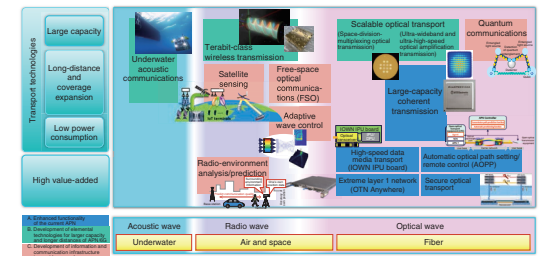 Transport technologies
Large capacity
Long-distance
and
coverage
expansion
Low power
consumption
High value-added
Underwater
acoustic
communications
Terabit-class
wireless transmission
Satellite
sensing
Free-space
optical
communica-
tions (FSO)
IoT terminals
Adaptive
wave control
Radio-environment
analysis/prediction
Scalable optical transport
(Space-division-
multiplexing optical
transmission)
(Ultra-wideband and
ultra-high-speed
optical amplification
transmission)
Quantum
communications
Large-capacity
coherent
transmission
IOWN IPU board
Optical
High-speed data
media transport
(IOWN IPU board)
Automatic optical path setting/
remote control (AOPP)
Extreme layer 1 network
(OTN Anywhere)
Secure optical
transport
A. Enhanced functionality
of the current APN
B. Development of elemental
technologies for larger capacity
and longer distances of APN/6G
C. Development of information and
communication infrastructure
Acoustic wave
Radio wave
Optical wave
Underwater
Air and space
Fiber